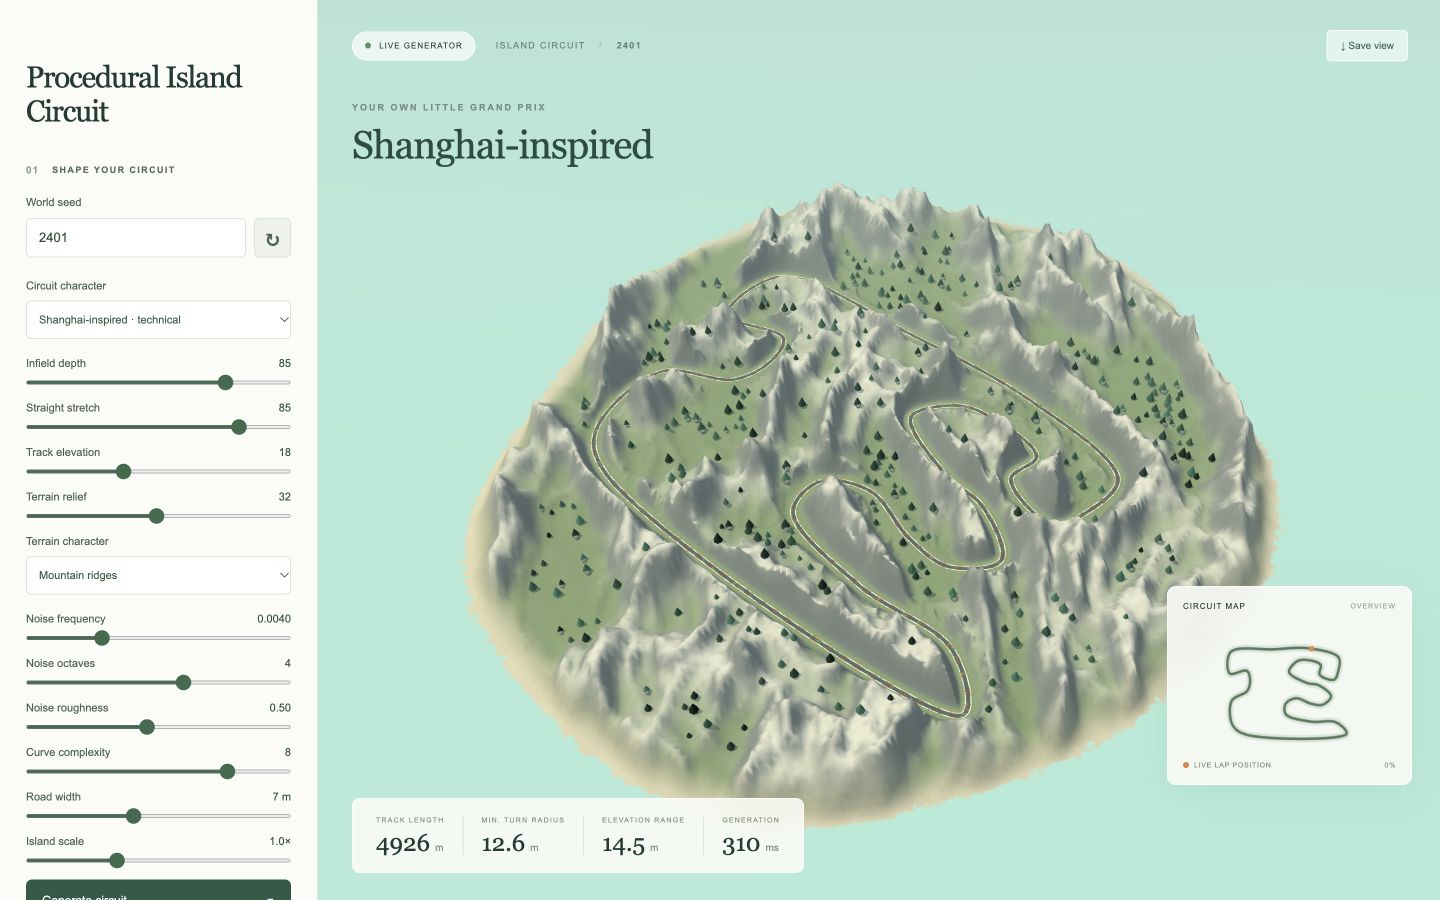 Procedural Island
Circuit
01 SHAPE YOUR CIRCUIT
World seed
2401
Circuit character
Shanghai-inspired · technical
Infield depth 85
Straight stretch 85
Track elevation 18
Terrain relief 32
Terrain character
Mountain ridges
Noise frequency 0.0040
Noise octaves 4
Noise roughness 0.50
Curve complexity 8
Road width 7 m
Island scale 1.0×
Generate circuit
LIVE GENERATOR
ISLAND CIRCUIT / 2401
↓ Save view
YOUR OWN LITTLE GRAND PRIX
Shanghai-inspired
CIRCUIT MAP OVERVIEW
LIVE LAP POSITION 0%
TRACK LENGTH
4926 m
MIN. TURN RADIUS
12.6 m
ELEVATION RANGE
14.5 m
GENERATION
310 ms